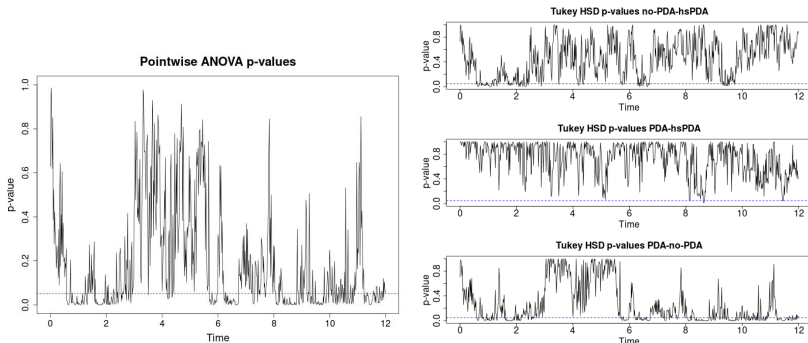 Pointwise ANOVA p-values
p-value
0.0 0.2 0.4 0.6 0.8 1.0
0 2 4 6 8 10 12
Time
Tukey HSD p-values no-PDA-hsPDA
p-value
0.0 0.4 0.8
0 2 4 6 8 10 12
Time
Tukey HSD p-values PDA-hsPDA
p-value
0.0 0.4 0.8
0 2 4 6 8 10 12
Time
Tukey HSD p-values PDA-no-PDA
p-value
0.0 0.4 0.8
0 2 4 6 8 10 12
Time